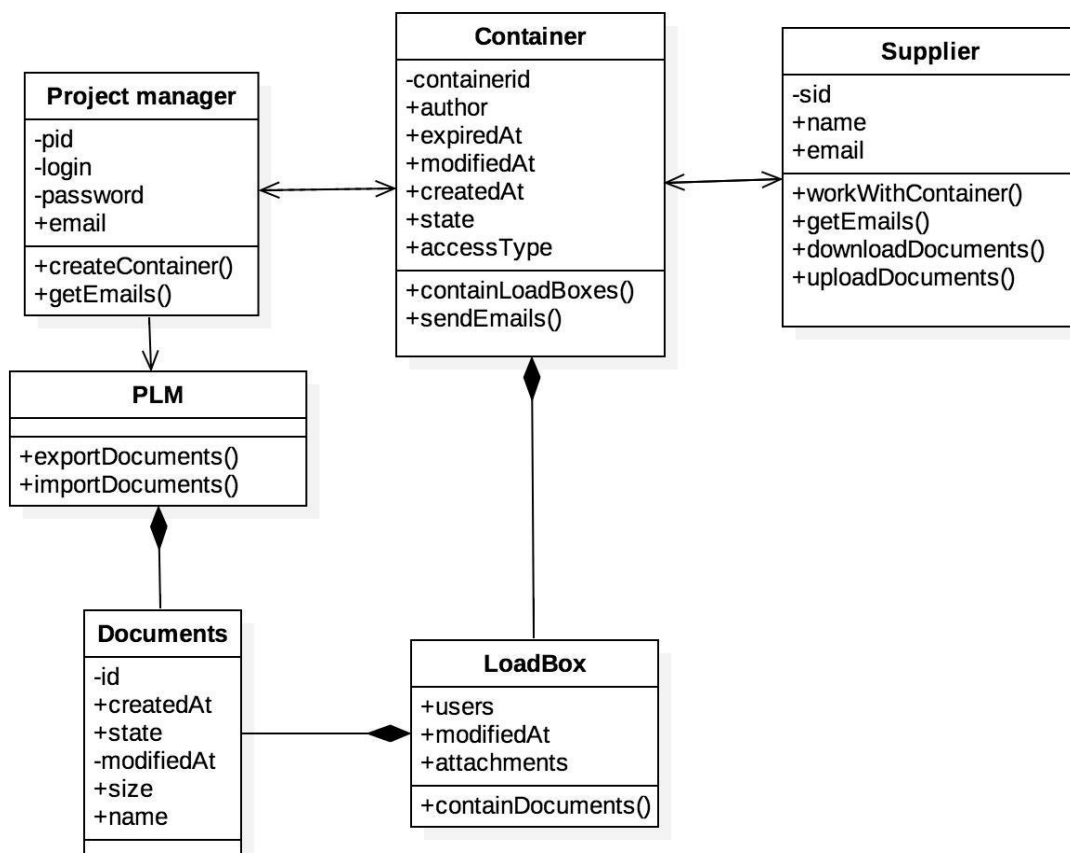 Project manager
-pid
-login
-password
+email
+createContainer()
+getEmails()
Container
-containerid
+author
+expiredAt
+modifiedAt
+createdAt
+state
+accessType
+containLoadBoxes()
+sendEmails()
Supplier
-sid
+name
+email
+workWithContainer()
+getEmails()
+downloadDocuments()
+uploadDocuments()
PLM
+exportDocuments()
+importDocuments()
Documents
-id
+createdAt
+state
-modifiedAt
+size
+name
LoadBox
+users
+modifiedAt
+attachments
+containDocuments()